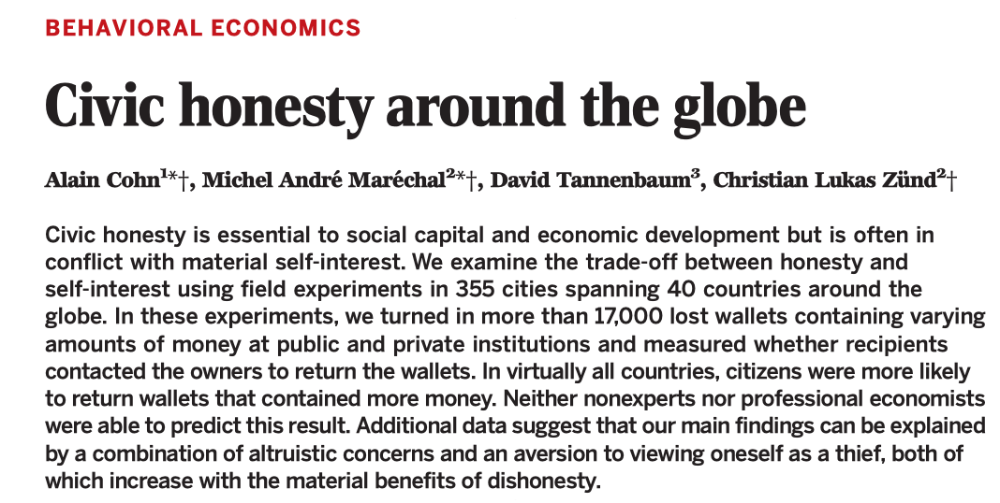 BEHAVIORAL ECONOMICS
Civic honesty around the globe
Alain Cohn¹*†, Michel André Maréchal²*†, David Tannenbaum³, Christian Lukas Zünd²†
Civic honesty is essential to social capital and economic development but is often in
conflict with material self-interest. We examine the trade-off between honesty and
self-interest using field experiments in 355 cities spanning 40 countries around the
globe. In these experiments, we turned in more than 17,000 lost wallets containing varying
amounts of money at public and private institutions and measured whether recipients
contacted the owners to return the wallets. In virtually all countries, citizens were more likely
to return wallets that contained more money. Neither nonexperts nor professional economists
were able to predict this result. Additional data suggest that our main findings can be explained
by a combination of altruistic concerns and an aversion to viewing oneself as a thief, both of
which increase with the material benefits of dishonesty.